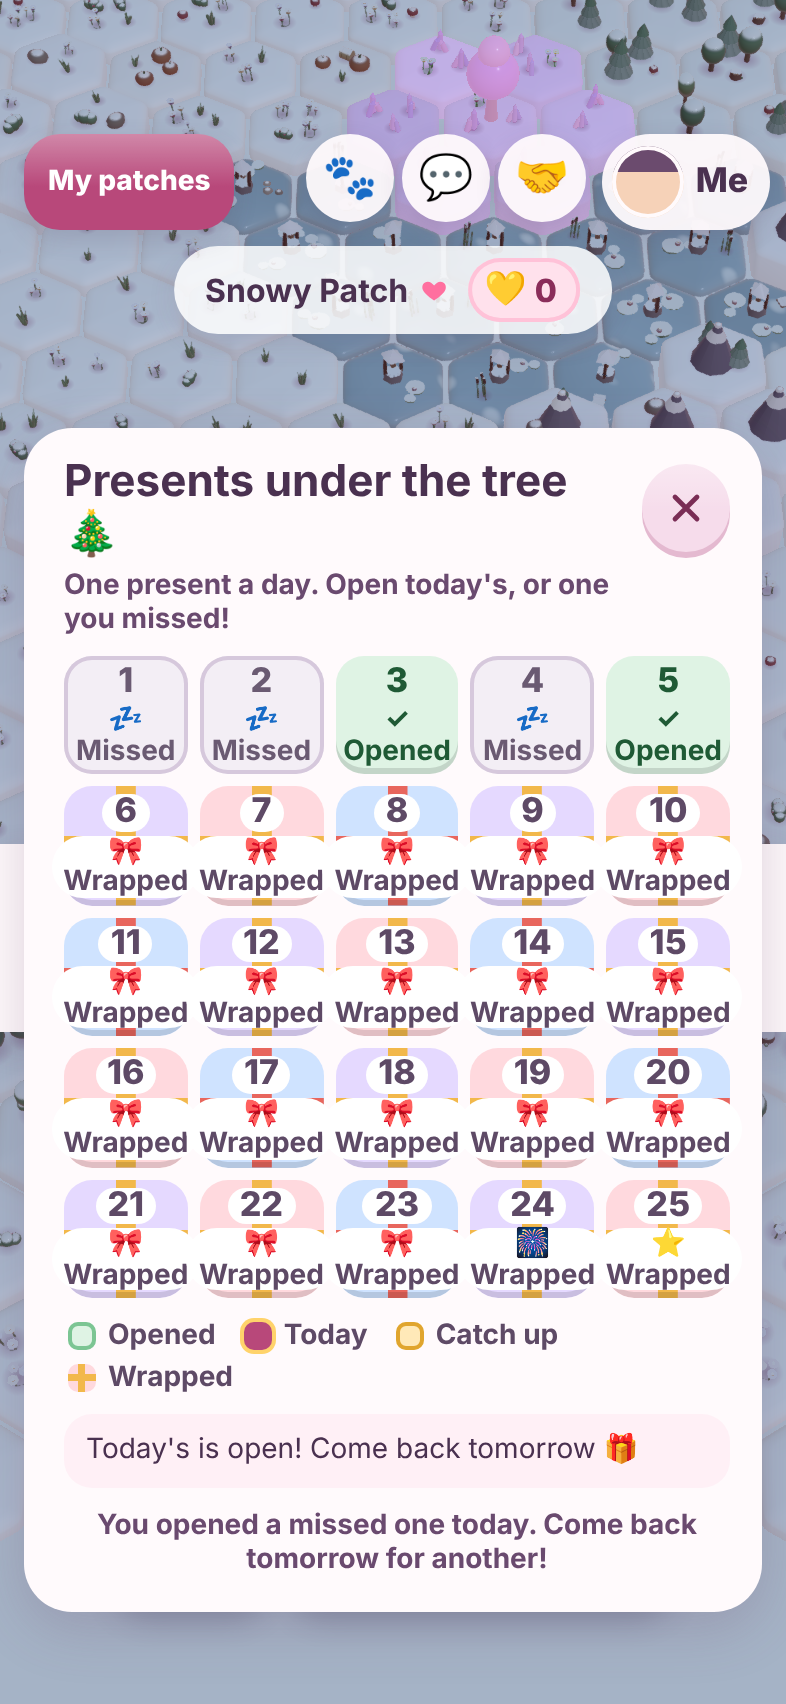 My patches
Me
Snowy Patch
0
Presents under the tree
One present a day. Open today's, or one
you missed!
1
2
3
4
5
Missed
Missed
Opened
Missed
Opened
6
7
8
9
10
Wrapped
Wrapped
Wrapped
Wrapped
Wrapped
11
12
13
14
15
Wrapped
Wrapped
Wrapped
Wrapped
Wrapped
16
17
18
19
20
Wrapped
Wrapped
Wrapped
Wrapped
Wrapped
21
22
23
24
25
Wrapped
Wrapped
Wrapped
Wrapped
Wrapped
Opened
Today
Catch up
Wrapped
Today's is open! Come back tomorrow
You opened a missed one today. Come back
tomorrow for another!